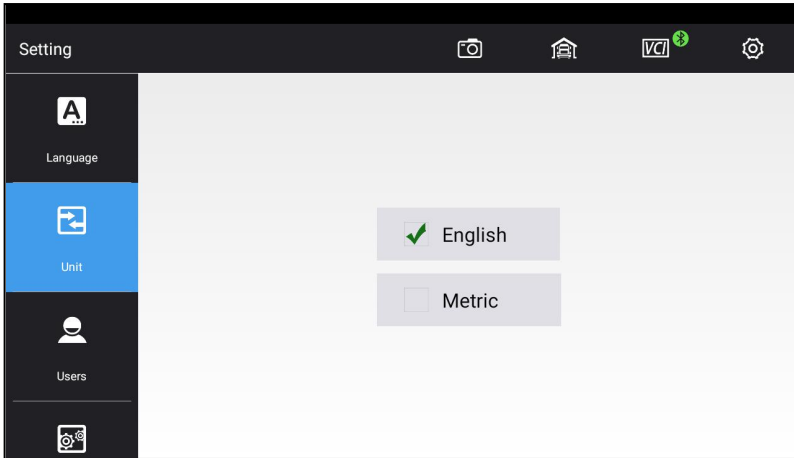 Setting
VCI
Language
Unit
Users
English
Metric